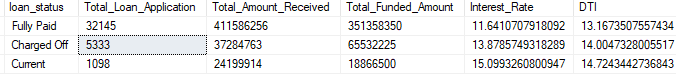 loan_status Total_Loan_Application Total_Amount_Received Total_Funded_Amount Interest_Rate DTI
Fully Paid 32145 411586256 351358350 11.6410707918092 13.1673507557434
Charged Off 5333 37284763 65532225 13.8785749318289 14.0047328005517
Current 1098 24199914 18866500 15.0993260800947 14.7243442736843